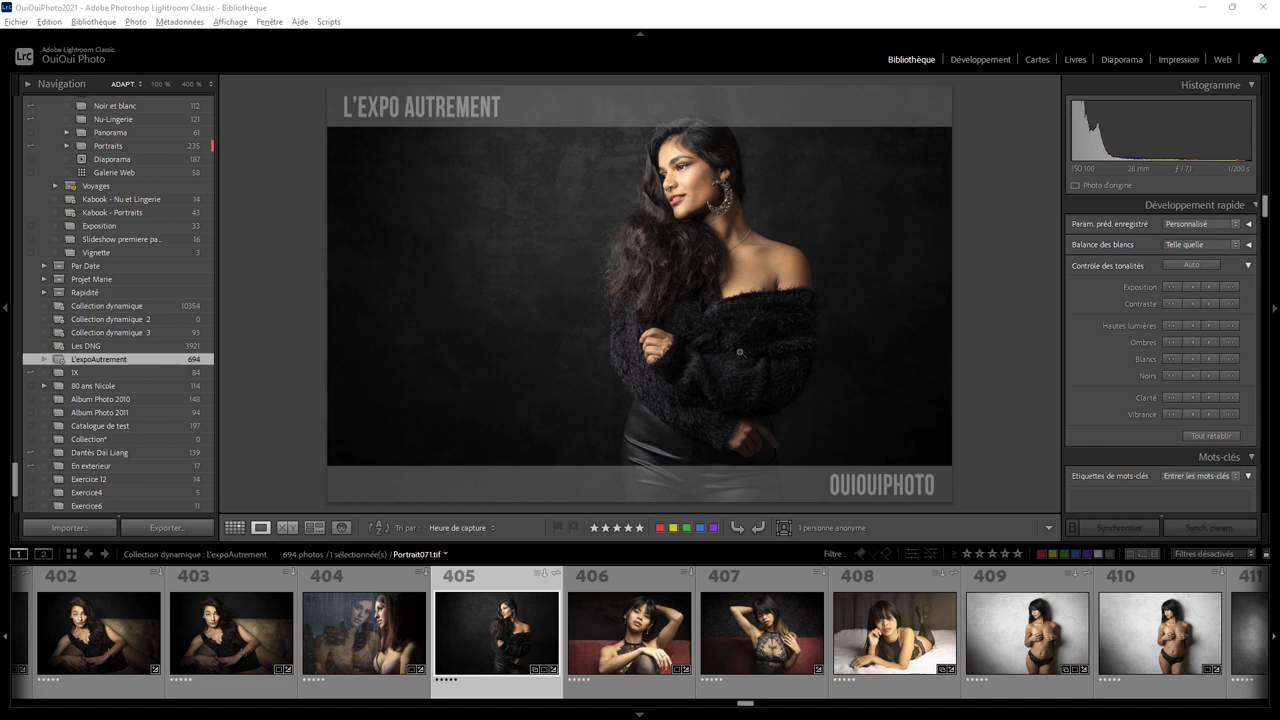 OuiOuiPhoto2021 - Adobe Photoshop Lightroom Classic - Bibliothèque
Fichier Edition Bibliothèque Photo Métadonnées Affichage Fenêtre Aide Scripts
Lrc
Adobe Lightroom Classic
OuiOui Photo
Bibliothèque Développement Cartes Livres Diaporama Impression Web
Navigation ADAPT. 100 % 400 %
Noir et blanc 112
Nu-Lingerie 121
Panorama 61
Portraits 235
Diaporama 187
Galerie Web 58
Voyages
Kabook - Nu et Lingerie 14
Kabook - Portraits 43
Exposition 33
Slideshow premiere pa... 16
Vignette 3
Par Date
Projet Marie
Rapidité
Collection dynamique 10354
Collection dynamique 2 0
Collection dynamique 3 93
Les DNG 3921
L'expoAutrement 694
1X 84
80 ans Nicole 114
Album Photo 2010 148
Album Photo 2011 94
Catalogue de test 197
Collection* 0
Dantès Dai Liang 139
En exterieur 17
Exercice 12 14
Exercice4 5
Exercice6 11
Importer... Exporter...
L'EXPO AUTREMENT
OUIOUIPHOTO
Histogramme
ISO 100 28 mm ƒ / 7,1 1/200 s
Photo d'origine
Développement rapide
Param. préd. enregistré Personnalisé
Balance des blancs Telle quelle
Contrôle des tonalités Auto
Exposition
Contraste
Hautes lumières
Ombres
Blancs
Noirs
Clarté
Vibrance
Tout rétablir
Mots-clés
Etiquettes de mots-clés Entrer les mots-clés
XY Tri par : Heure de capture 1 personne anonyme
Synchroniser Synch. param.
1 2 Collection dynamique : L'expoAutrement 694 photos /1 sélectionnée(s) /Portrait071.tif Filtre : Filtres désactivés
402 403 404 405 406 407 408 409 410 411